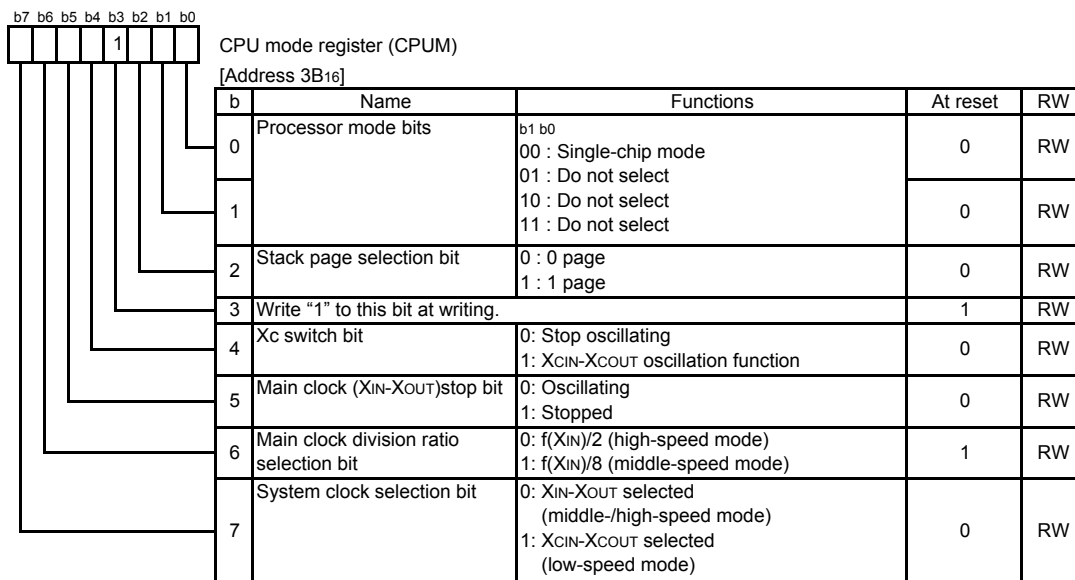 b7 b6 b5 b4 b3 b2 b1 b0
1
CPU mode register (CPUM)
[Address 3B16]
b Name Functions At reset RW
0 Processor mode bits b1 b0
00 : Single-chip mode 0 RW
01 : Do not select
1 10 : Do not select 0 RW
11 : Do not select
2 Stack page selection bit 0 : 0 page 0 RW
1 : 1 page
3 Write “1” to this bit at writing. 1 RW
4 Xc switch bit 0: Stop oscillating 0 RW
1: XCIN-XCOUT oscillation function
5 Main clock (XIN-XOUT)stop bit 0: Oscillating 0 RW
1: Stopped
6 Main clock division ratio 0: f(XIN)/2 (high-speed mode) 1 RW
selection bit 1: f(XIN)/8 (middle-speed mode)
7 System clock selection bit 0: XIN-XOUT selected 0 RW
(middle-/high-speed mode)
1: XCIN-XCOUT selected
(low-speed mode)